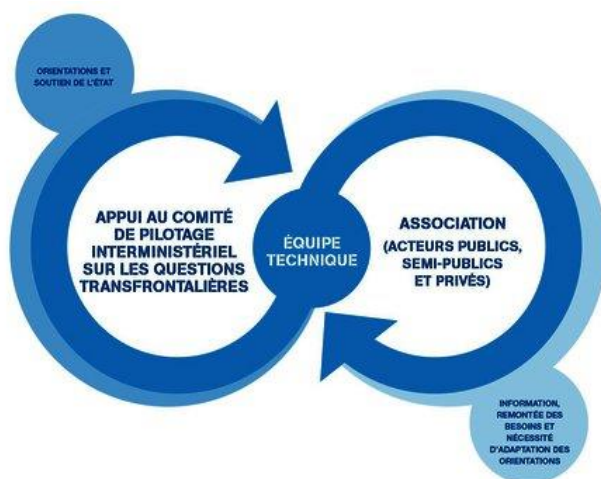 ORIENTATIONS ET
SOUTIEN DE L'ÉTAT
APPUI AU COMITÉ
DE PILOTAGE
INTERMINISTÉRIEL
SUR LES QUESTIONS
TRANSFRONTALIÈRES
ÉQUIPE
TECHNIQUE
ASSOCIATION
(ACTEURS PUBLICS,
SEMI-PUBLICS
ET PRIVÉS)
INFORMATION,
REMONTÉE DES
BESOINS ET
NÉCESSITÉ
D'ADAPTATION DES
ORIENTATIONS